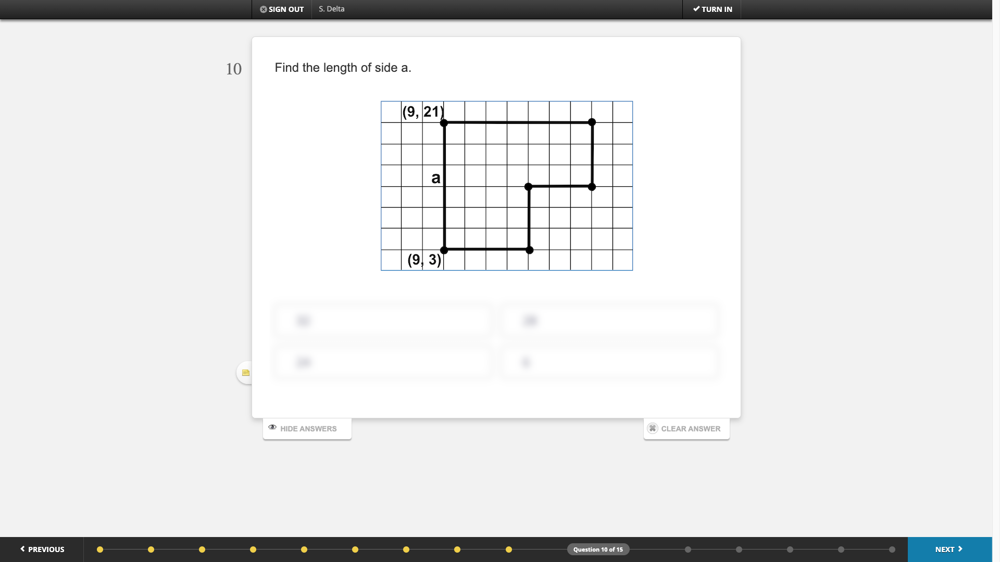 SIGN OUT
S. Delta
TURN IN
10
Find the length of side a.
(9, 21)
a
(9, 3)
HIDE ANSWERS
CLEAR ANSWER
PREVIOUS
Question 10 of 15
NEXT